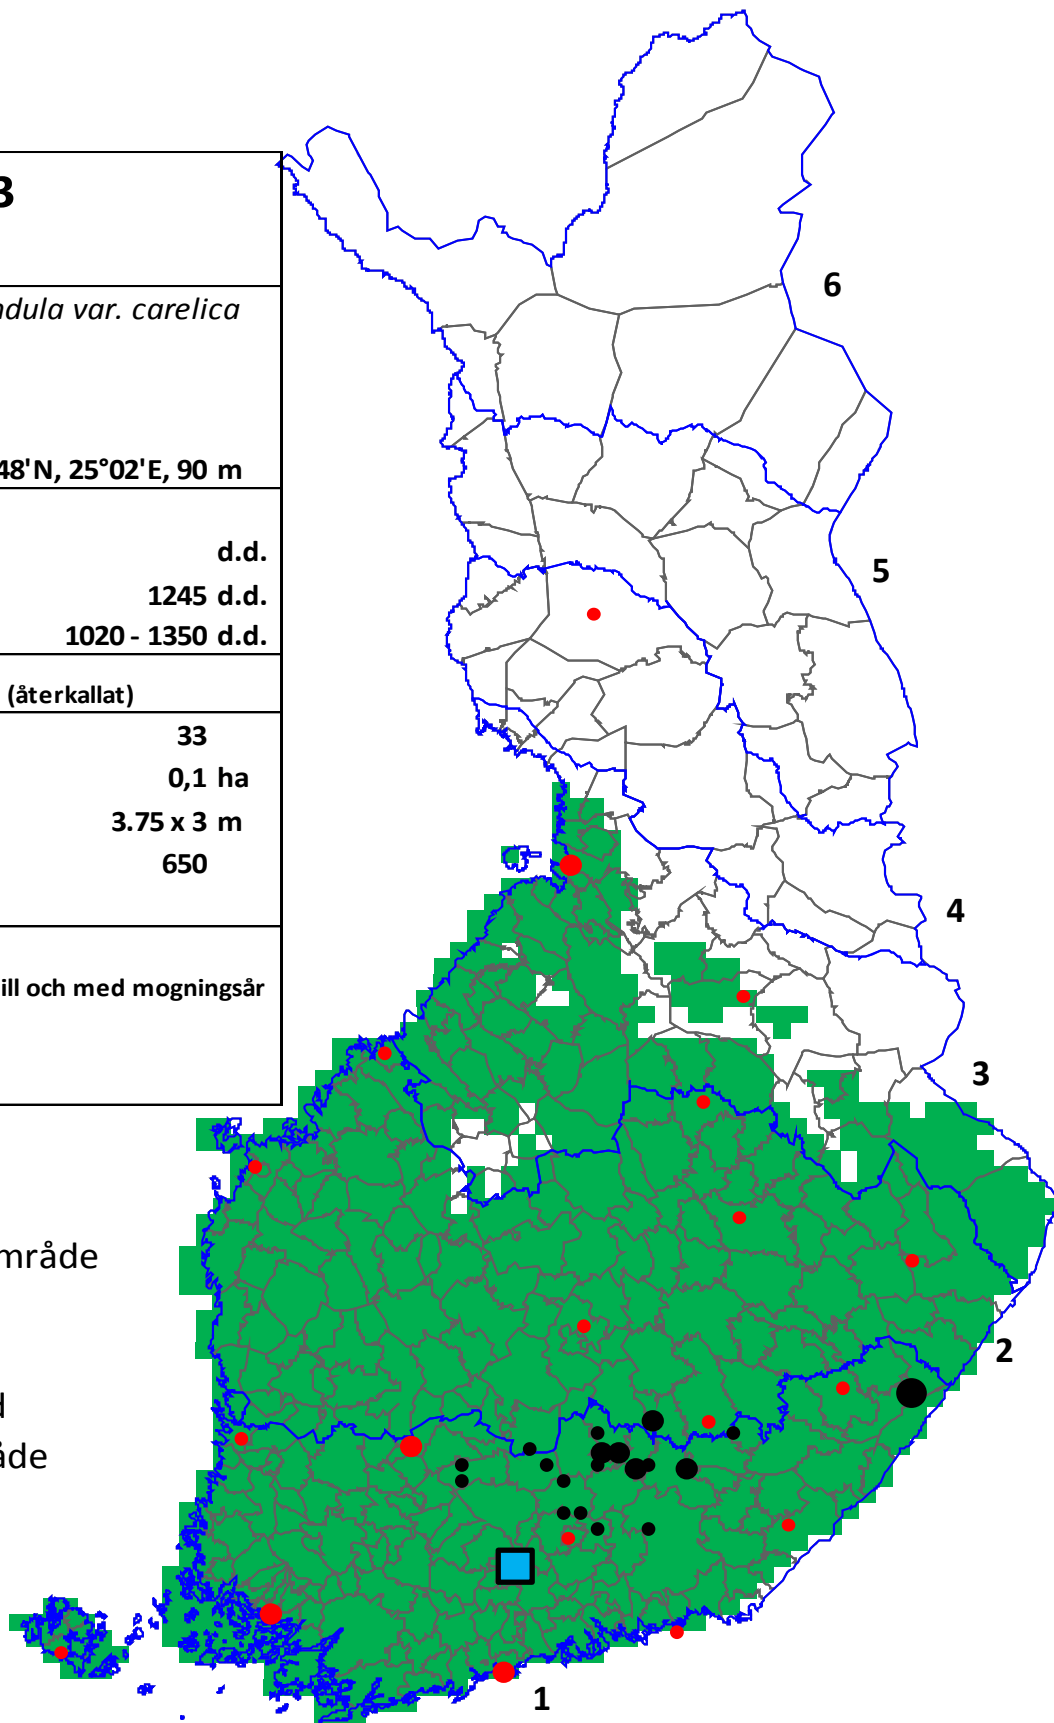 3
ndula var. carelica
48'N, 25°02'E, 90 m
d.d.
1245 d.d.
1020 - 1350 d.d.
(återkallat)
33
0,1 ha
3.75 x 3 m
650
ill och med mogningsår
område
d
åde
6
5
4
3
2
1